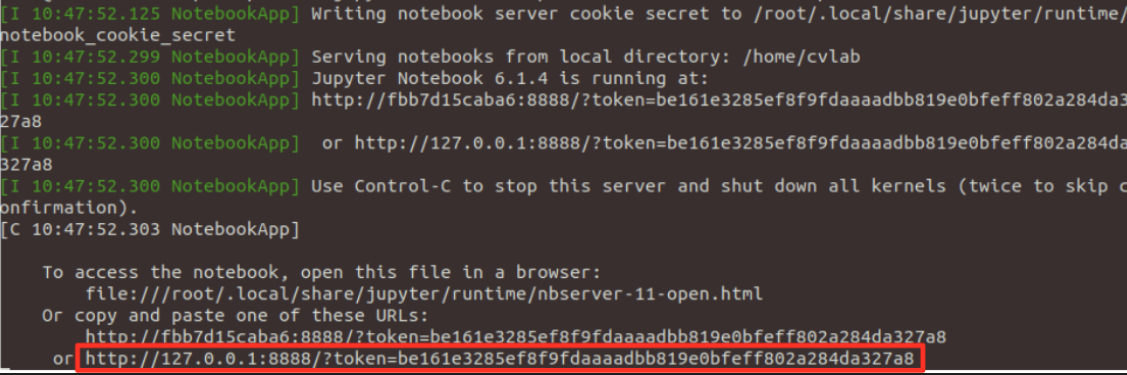 [I 10:47:52.125 NotebookApp] Writing notebook server cookie secret to /root/.local/share/jupyter/runtime/
notebook_cookie_secret
[I 10:47:52.299 NotebookApp] Serving notebooks from local directory: /home/cvlab
[I 10:47:52.300 NotebookApp] Jupyter Notebook 6.1.4 is running at:
[I 10:47:52.300 NotebookApp] http://fbb7d15caba6:8888/?token=be161e3285ef8f9fdaaaadbb819e0bfeff802a284da3
27a8
[I 10:47:52.300 NotebookApp]  or http://127.0.0.1:8888/?token=be161e3285ef8f9fdaaaadbb819e0bfeff802a284da
327a8
[I 10:47:52.300 NotebookApp] Use Control-C to stop this server and shut down all kernels (twice to skip c
onfirmation).
[C 10:47:52.303 NotebookApp]
To access the notebook, open this file in a browser:
file:///root/.local/share/jupyter/runtime/nbserver-11-open.html
Or copy and paste one of these URLs:
http://fbb7d15caba6:8888/?token=be161e3285ef8f9fdaaaadbb819e0bfeff802a284da327a8
or http://127.0.0.1:8888/?token=be161e3285ef8f9fdaaaadbb819e0bfeff802a284da327a8